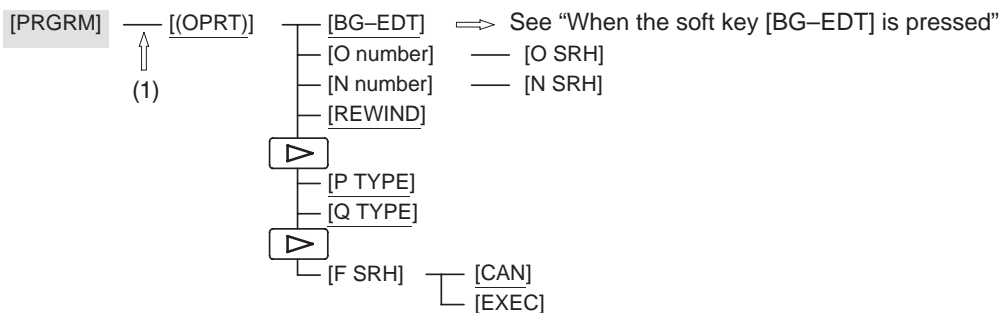 [PRGRM] [(OPRT)] [BG–EDT] See “When the soft key [BG–EDT] is pressed”
[O number] [O SRH]
(1) [N number] [N SRH]
[REWIND]
[P TYPE]
[Q TYPE]
[F SRH] [CAN]
[EXEC]